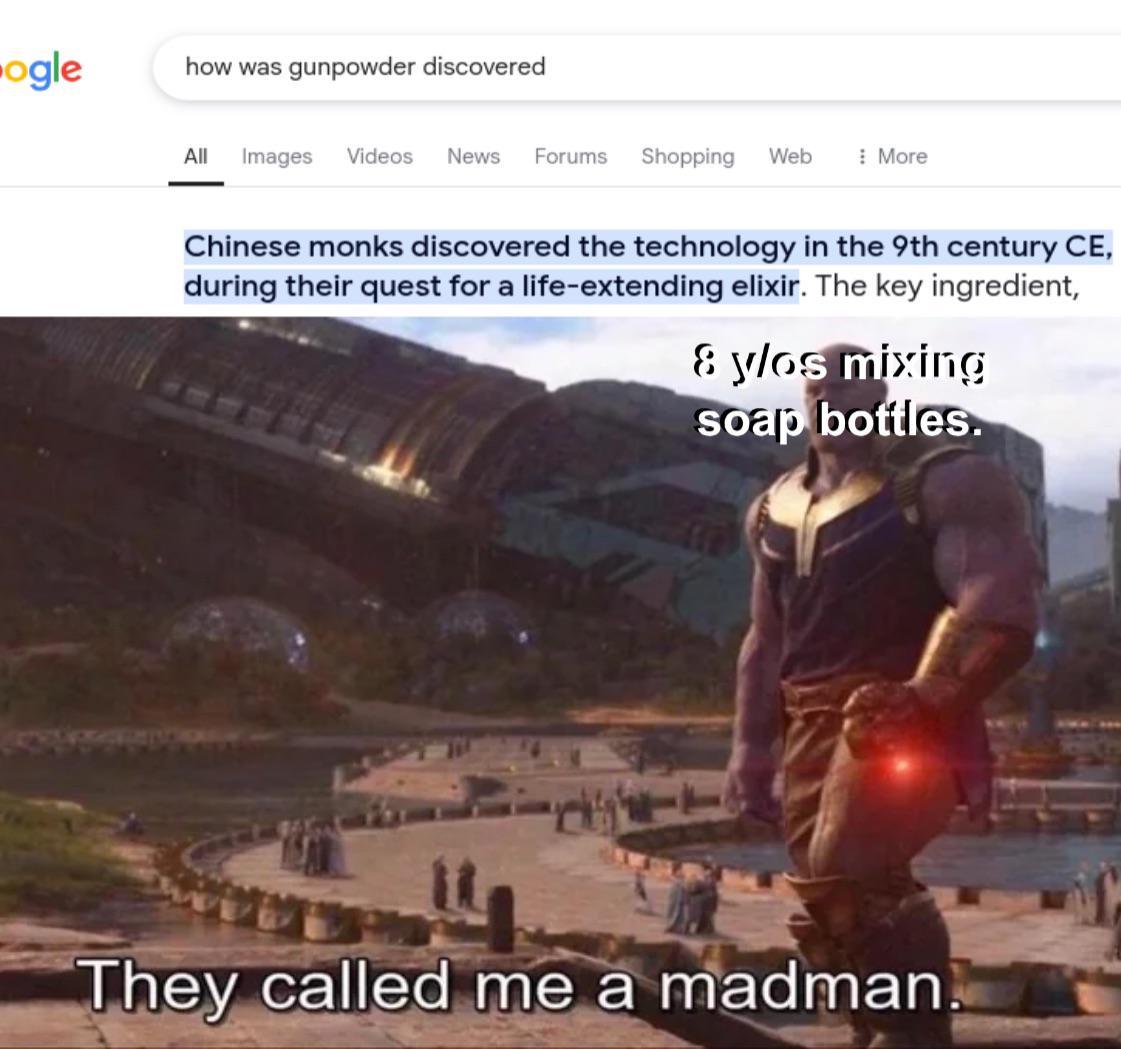 oogle
how was gunpowder discovered
All Images Videos News Forums Shopping Web More
Chinese monks discovered the technology in the 9th century CE,
during their quest for a life-extending elixir. The key ingredient,
8 y/os mixing
soap bottles.
They called me a madman.